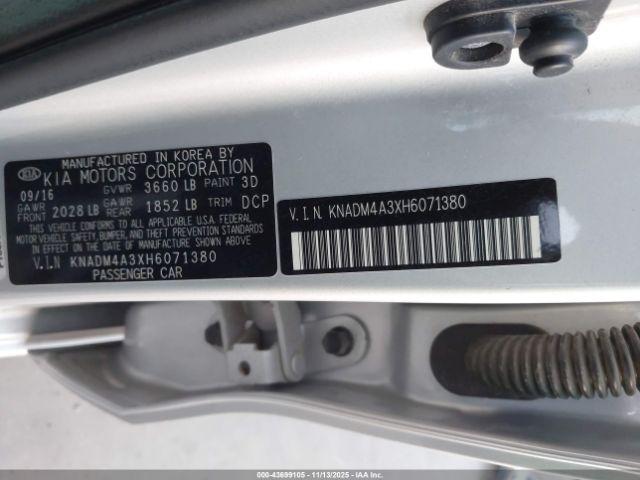 MANUFACTURED IN KOREA BY
KIA KIA MOTORS CORPORATION
09/16 GVWR 3660 LB PAINT 3D
GAWR FRONT 2028 LB GAWR REAR 1852 LB TRIM DCP
THIS VEHICLE CONFORMS TO ALL APPLICABLE U.S.A. FEDERAL
MOTOR VEHICLE SAFETY, BUMPER, AND THEFT PREVENTION STANDARDS
IN EFFECT ON THE DATE OF MANUFACTURE SHOWN ABOVE.
V.I.N KNADM4A3XH6071380
PASSENGER CAR
V.I.N. KNADM4A3XH6071380
000-43699105 | 11/13/2025 | IAAI.COM